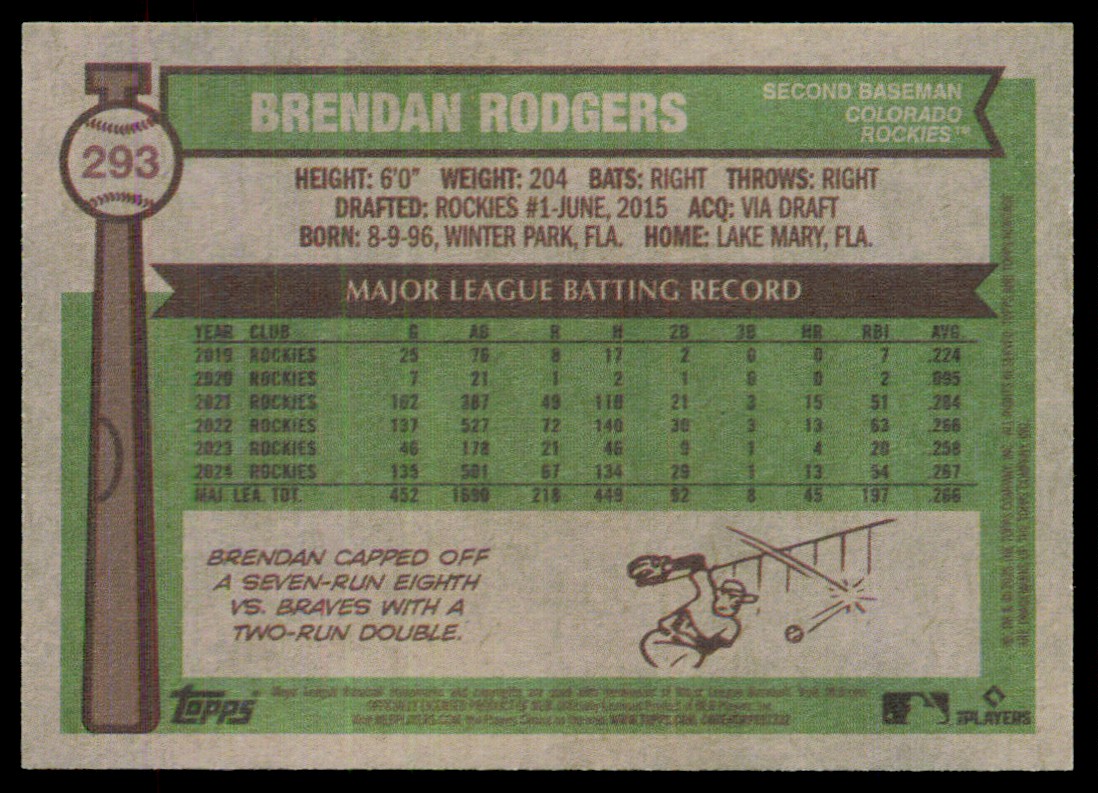 293
BRENDAN RODGERS
SECOND BASEMAN
COLORADO
ROCKIES™
HEIGHT: 6'0" WEIGHT: 204 BATS: RIGHT THROWS: RIGHT
DRAFTED: ROCKIES #1-JUNE, 2015 ACQ: VIA DRAFT
BORN: 8-9-96, WINTER PARK, FLA. HOME: LAKE MARY, FLA.
MAJOR LEAGUE BATTING RECORD
YEAR CLUB G AB R H 2B 3B HR RBI AVG.
2019 ROCKIES 25 76 8 17 2 0 0 7 .224
2020 ROCKIES 7 21 1 2 1 0 0 2 .095
2021 ROCKIES 102 387 49 110 21 3 15 51 .284
2022 ROCKIES 137 527 72 140 30 3 13 63 .266
2023 ROCKIES 46 178 21 46 9 1 4 20 .258
2024 ROCKIES 135 501 67 134 29 1 13 54 .267
MAJ. LEA. TOT. 452 1690 218 449 92 8 45 197 .266
BRENDAN CAPPED OFF
A SEVEN-RUN EIGHTH
VS. BRAVES WITH A
TWO-RUN DOUBLE.
TOPPS
PLAYERS